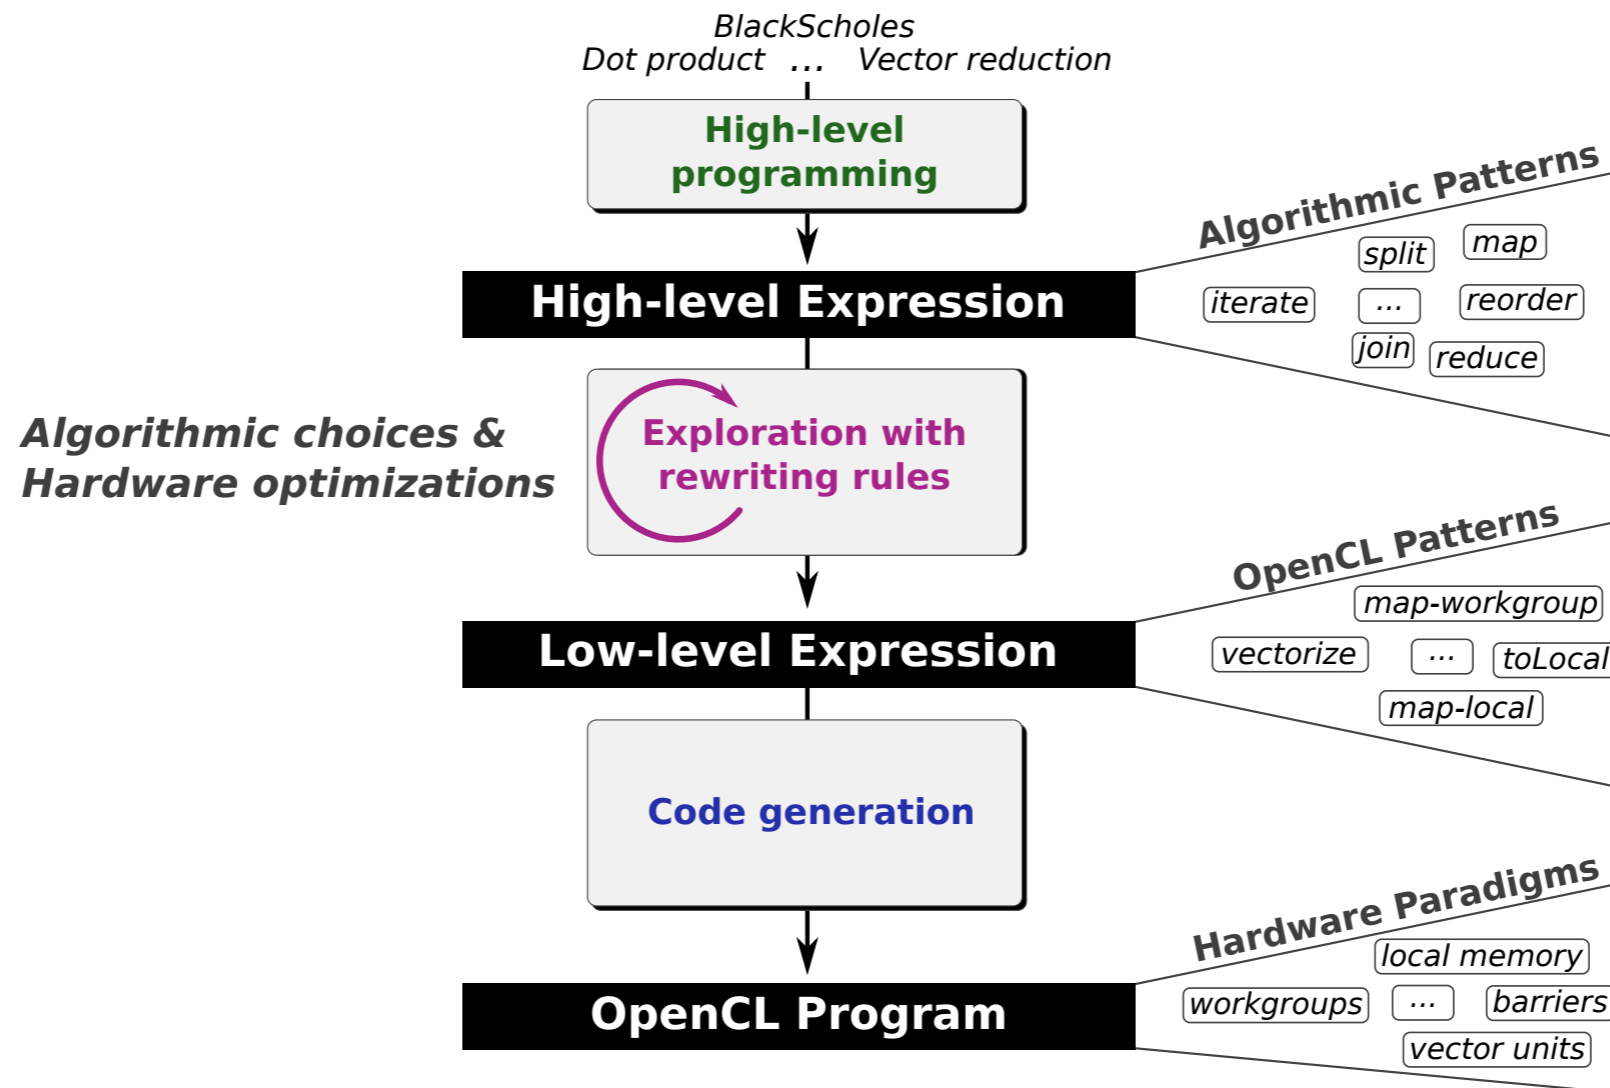 BlackScholes
Dot product ... Vector reduction
High-level
programming
Algorithmic Patterns
High-level Expression
split
map
iterate
...
reorder
join
reduce
Algorithmic choices &
Hardware optimizations
Exploration with
rewriting rules
OpenCL Patterns
Low-level Expression
map-workgroup
vectorize
...
toLocal
map-local
Code generation
Hardware Paradigms
OpenCL Program
local memory
workgroups
...
barriers
vector units